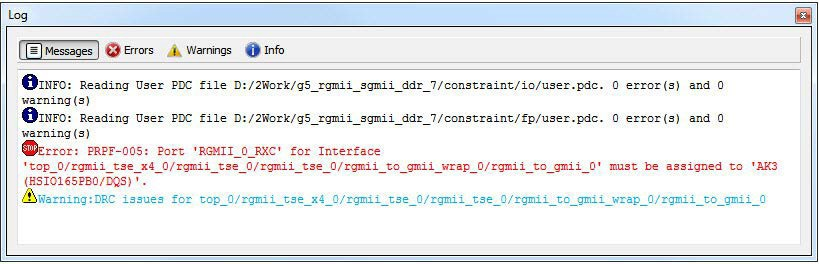 Log
Messages Errors Warnings Info
INFO: Reading User PDC file D:/2Work/g5_rgmii_sgmii_ddr_7/constraint/io/user.pdc. 0 error(s) and 0
warning(s)
INFO: Reading User PDC file D:/2Work/g5_rgmii_sgmii_ddr_7/constraint/fp/user.pdc. 0 error(s) and 0
warning(s)
STOP Error: PRPF-005: Port 'RGMII_0_RXC' for Interface
'top_0/rgmii_tse_x4_0/rgmii_tse_0/rgmii_tse_0/rgmii_to_gmii_wrap_0/rgmii_to_gmii_0' must be assigned to 'AK3
(HSIO165PB0/DQS)'.
Warning:DRC issues for top_0/rgmii_tse_x4_0/rgmii_tse_0/rgmii_tse_0/rgmii_to_gmii_wrap_0/rgmii_to_gmii_0